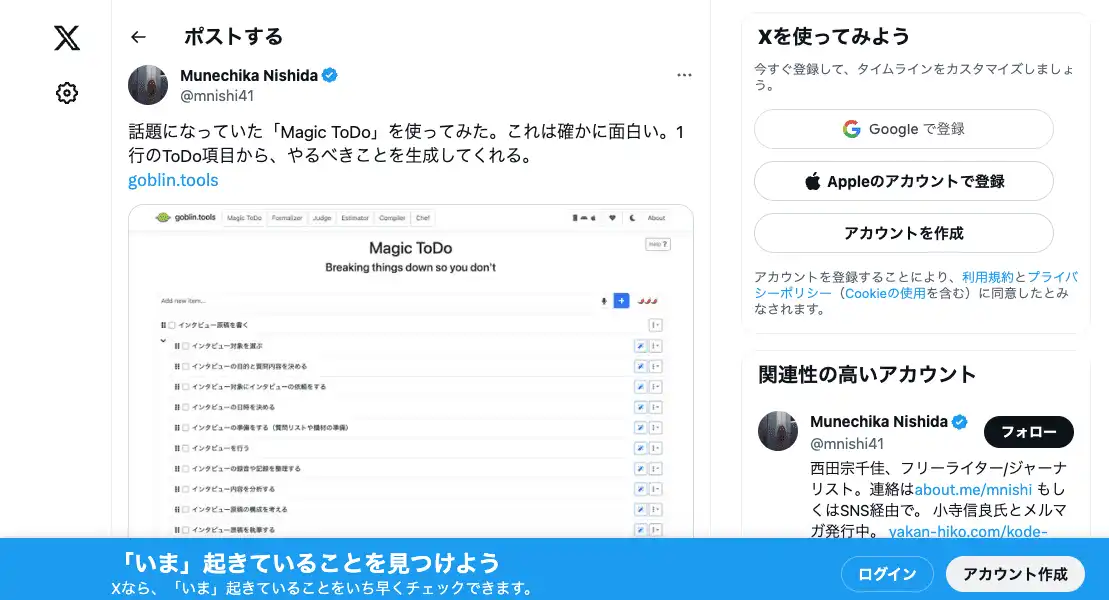 ポストする
Munechika Nishida
@mnishi41
話題になっていた「Magic ToDo」を使ってみた。これは確かに面白い。1
行のToDo項目から、やるべきことを生成してくれる。
goblin.tools
goblin.tools Magic ToDo Formalizer Judge Estimator Compiler Chef About
Magic ToDo
Breaking things down so you don't
Add new item...
インタビュー原稿を書く
インタビュー対象を選ぶ
インタビューの目的と質問内容を決める
インタビュー対象にインタビューの依頼をする
インタビューの日時を決める
インタビューの準備をする（質問リストや機材の準備）
インタビューを行う
インタビューの録音や記録を整理する
インタビュー内容を分析する
インタビュー原稿の構成を考える
インタビュー原稿を執筆する
Xを使ってみよう
今すぐ登録して、タイムラインをカスタマイズしましょ
う。
Google で登録
Appleのアカウントで登録
アカウントを作成
アカウントを登録することにより、利用規約とプライバ
シーポリシー（Cookieの使用を含む）に同意したとみ
なされます。
関連性の高いアカウント
Munechika Nishida
@mnishi41
フォロー
西田宗千佳、フリーライター/ジャーナ
リスト。連絡はabout.me/mnishi もし
くはSNS経由で。 小寺信良氏とメルマ
ガ発行中。 yakan-hiko.com/kode-
「いま」起きていることを見つけよう
Xなら、「いま」起きていることをいち早くチェックできます。
ログイン
アカウント作成